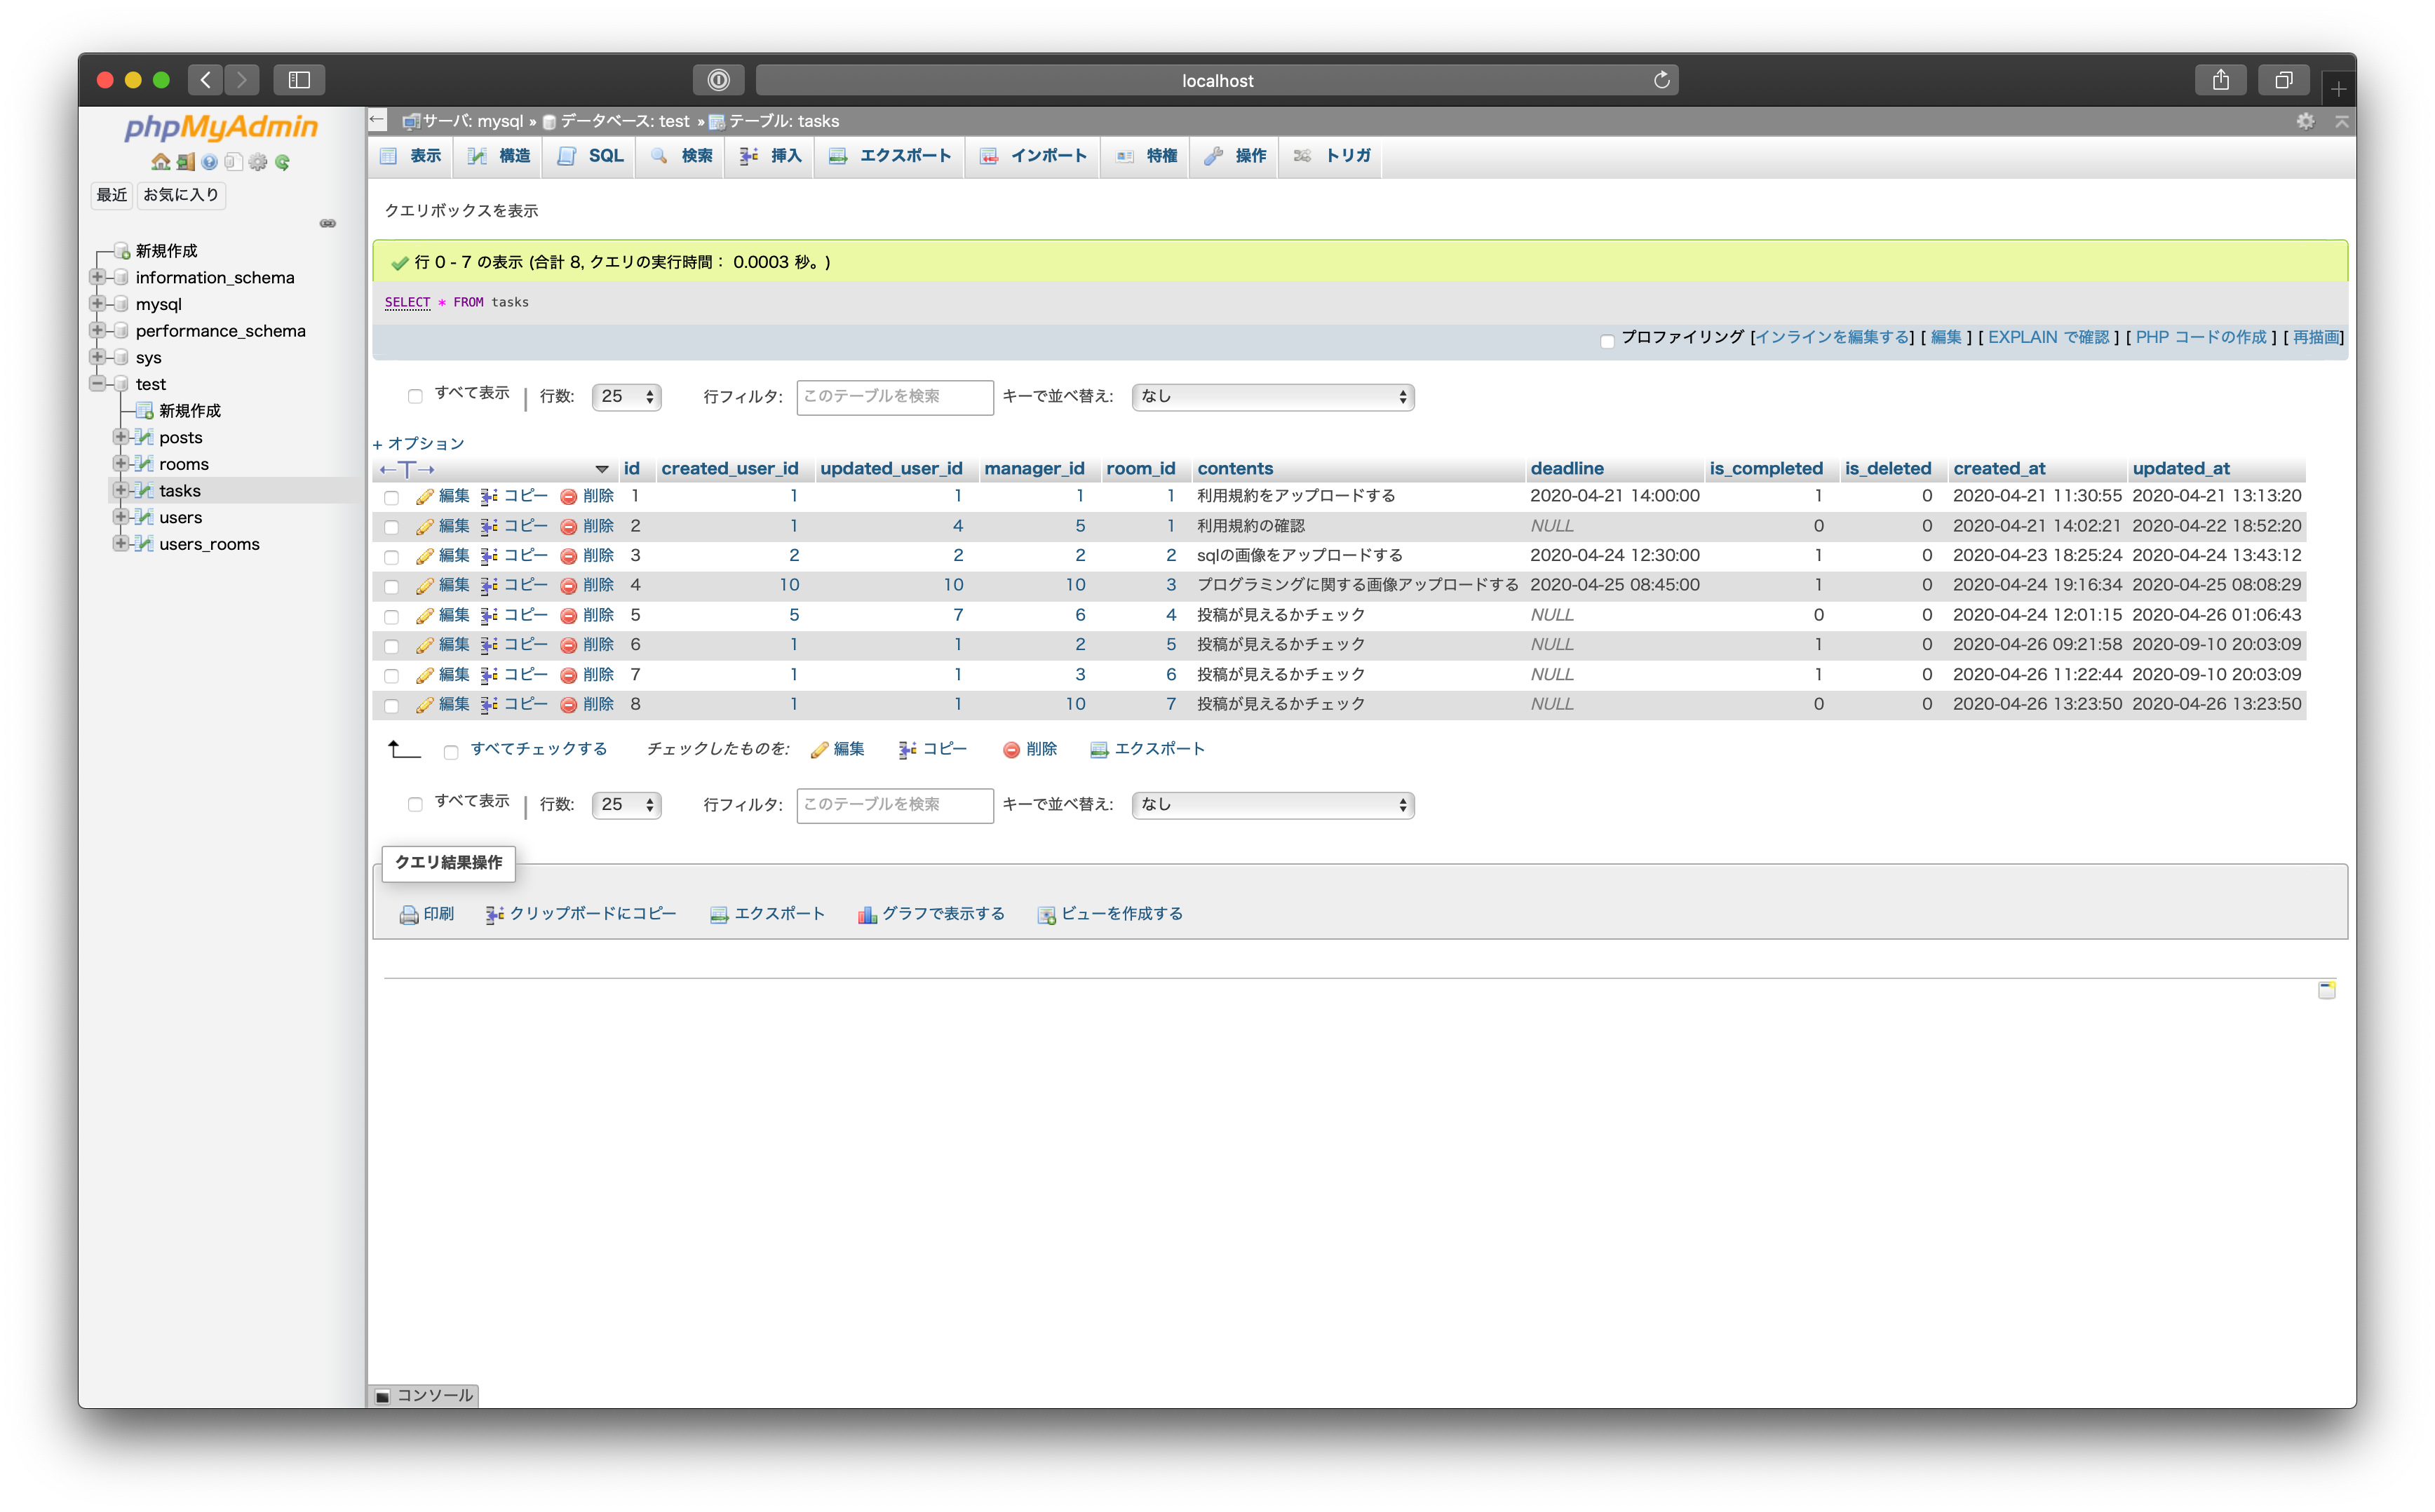 localhost
phpMyAdmin
最近 お気に入り
新規作成
information_schema
mysql
performance_schema
sys
test
新規作成
posts
rooms
tasks
users
users_rooms
サーバ: mysql » データベース: test » テーブル: tasks
表示 構造 SQL 検索 挿入 エクスポート インポート 特権 操作 トリガ
クエリボックスを表示
行 0 - 7 の表示 (合計 8, クエリの実行時間： 0.0003 秒。)
SELECT * FROM tasks
プロファイリング [インラインを編集する] [ 編集 ] [ EXPLAIN で確認 ] [ PHP コードの作成 ] [ 再描画]
すべて表示 | 行数: 25 行フィルタ: このテーブルを検索 キーで並べ替え: なし
+ オプション
←T→ id created_user_id updated_user_id manager_id room_id contents deadline is_completed is_deleted created_at updated_at
編集 コピー 削除 1 1 1 1 1 利用規約をアップロードする 2020-04-21 14:00:00 1 0 2020-04-21 11:30:55 2020-04-21 13:13:20
編集 コピー 削除 2 1 4 5 1 利用規約の確認 NULL 0 0 2020-04-21 14:02:21 2020-04-22 18:52:20
編集 コピー 削除 3 2 2 2 2 sqlの画像をアップロードする 2020-04-24 12:30:00 1 0 2020-04-23 18:25:24 2020-04-24 13:43:12
編集 コピー 削除 4 10 10 10 3 プログラミングに関する画像アップロードする 2020-04-25 08:45:00 1 0 2020-04-24 19:16:34 2020-04-25 08:08:29
編集 コピー 削除 5 5 7 6 4 投稿が見えるかチェック NULL 0 0 2020-04-24 12:01:15 2020-04-26 01:06:43
編集 コピー 削除 6 1 1 2 5 投稿が見えるかチェック NULL 1 0 2020-04-26 09:21:58 2020-09-10 20:03:09
編集 コピー 削除 7 1 1 3 6 投稿が見えるかチェック NULL 1 0 2020-04-26 11:22:44 2020-09-10 20:03:09
編集 コピー 削除 8 1 1 10 7 投稿が見えるかチェック NULL 0 0 2020-04-26 13:23:50 2020-04-26 13:23:50
すべてチェックする チェックしたものを: 編集 コピー 削除 エクスポート
すべて表示 | 行数: 25 行フィルタ: このテーブルを検索 キーで並べ替え: なし
クエリ結果操作
印刷 クリップボードにコピー エクスポート グラフで表示する ビューを作成する
コンソール